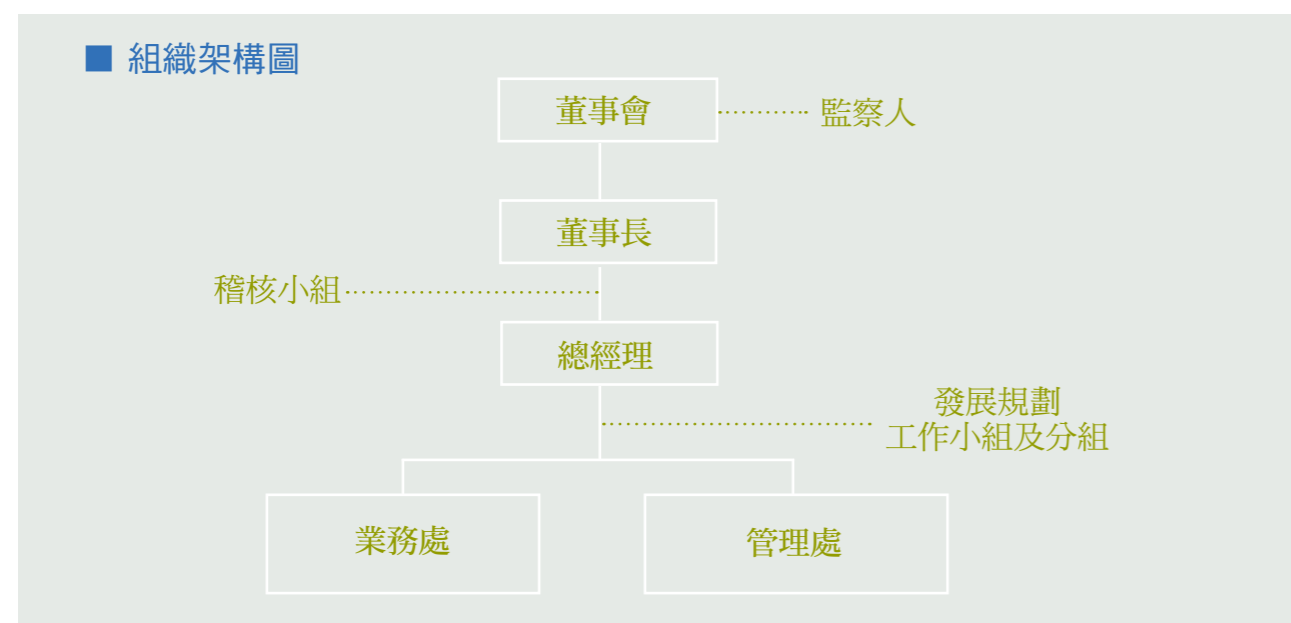 組織架構圖
董事會
監察人
董事長
稽核小組
總經理
發展規劃
工作小組及分組
業務處
管理處